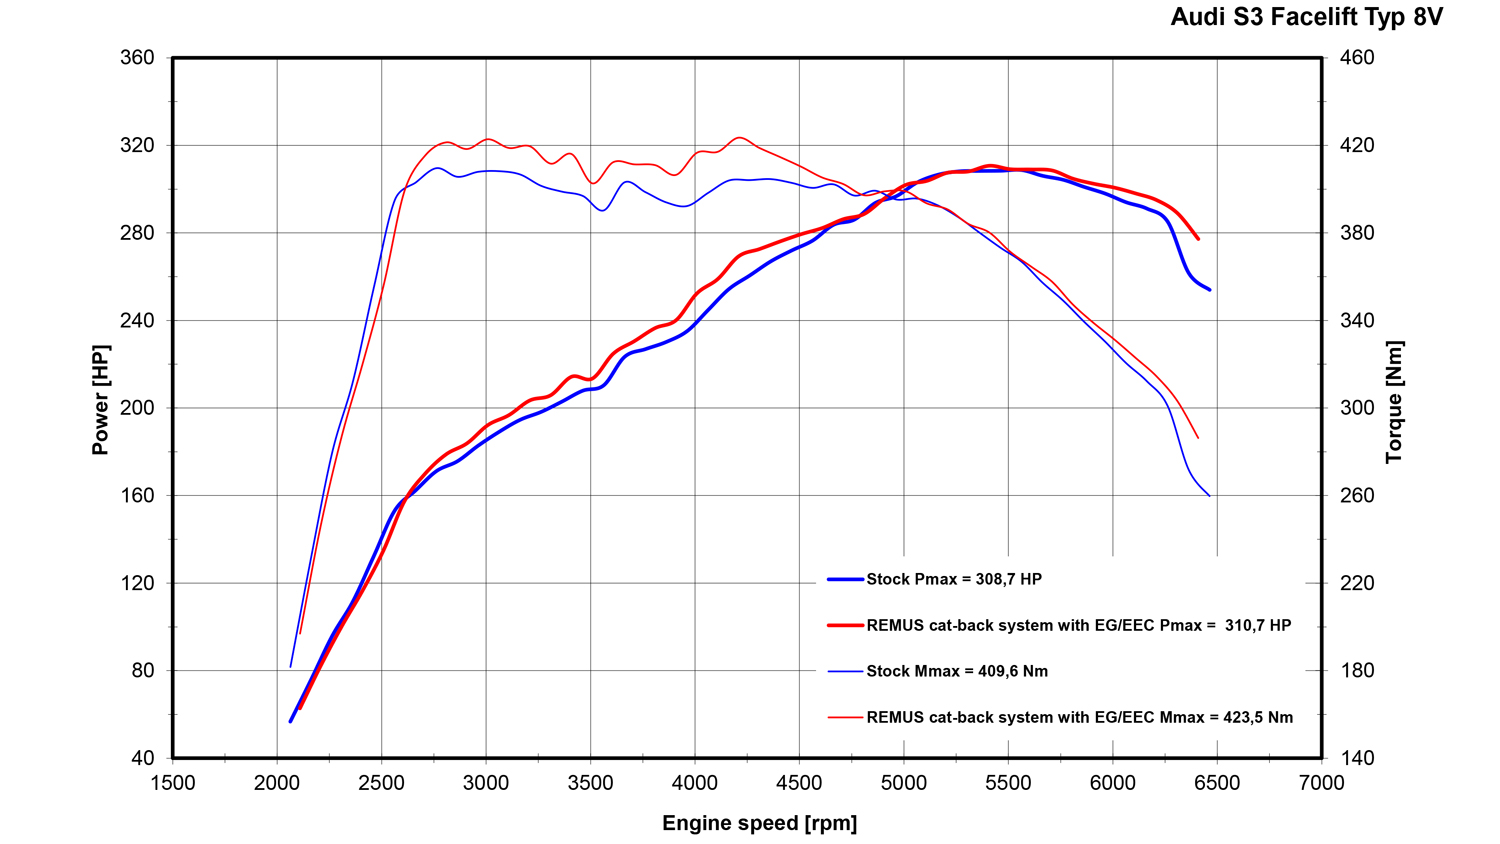 Audi S3 Facelift Typ 8V
360
320
280
240
200
160
120
80
40
Power [HP]
460
420
380
340
300
260
220
180
140
Torque [Nm]
Stock Pmax = 308,7 HP
REMUS cat-back system with EG/EEC Pmax =  310,7 HP
Stock Mmax = 409,6 Nm
REMUS cat-back system with EG/EEC Mmax = 423,5 Nm
1500 2000 2500 3000 3500 4000 4500 5000 5500 6000 6500 7000
Engine speed [rpm]